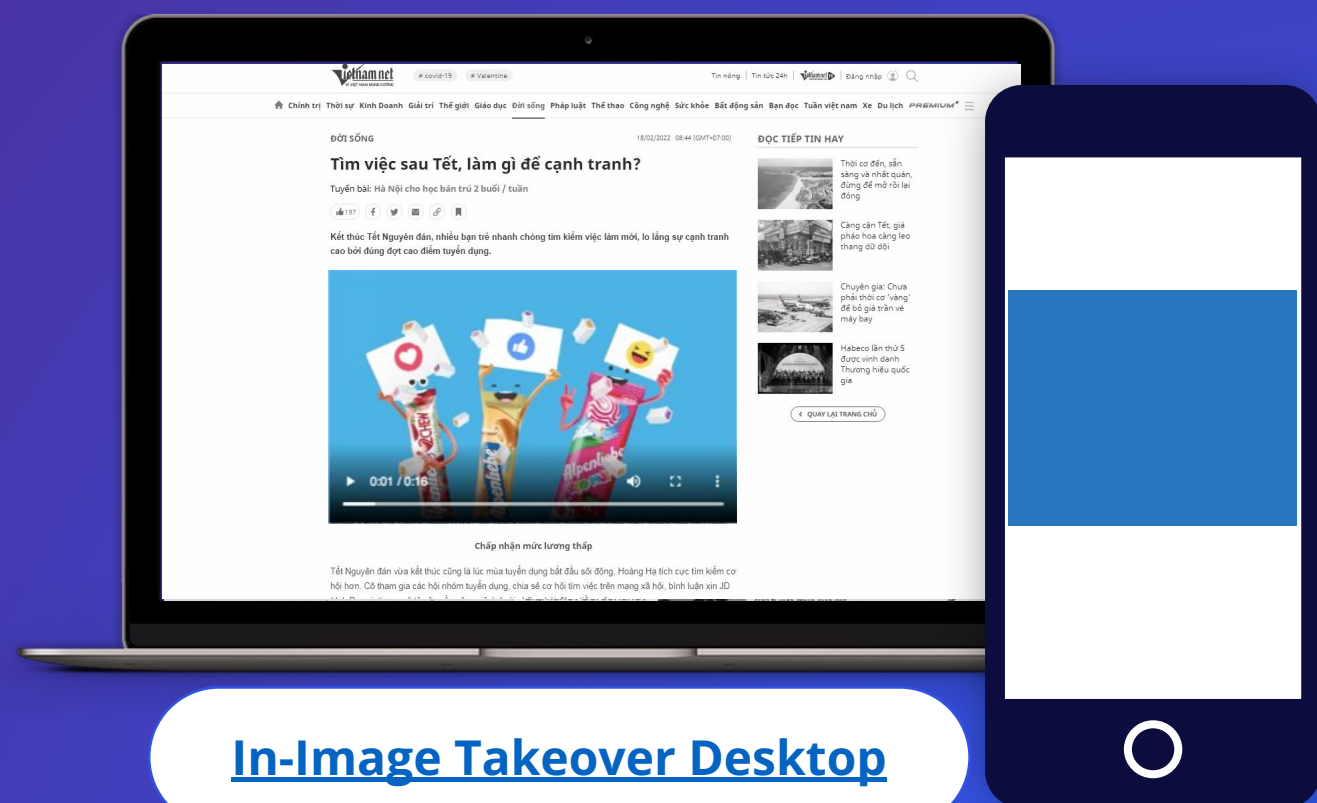 Vietnamnet
VÌ VIỆT NAM HÙNG CƯỜNG
# covid-19
# Valentine
Tin nóng
Tin tức 24h
Đăng nhập
Chính trị Thời sự Kinh Doanh Giải trí Thế giới Giáo dục Đời sống Pháp luật Thể thao Công nghệ Sức khỏe Bất động sản Bạn đọc Tuần việt nam Xe Du lịch PREMIUM
ĐỜI SỐNG
18/02/2022 08:44 (GMT+07:00)
Tìm việc sau Tết, làm gì để cạnh tranh?
Tuyến bài: Hà Nội cho học bán trú 2 buổi / tuần
197
Kết thúc Tết Nguyên đán, nhiều bạn trẻ nhanh chóng tìm kiếm việc làm mới, lo lắng sự cạnh tranh
cao bởi đúng đợt cao điểm tuyển dụng.
2CHEW
Alpenliebe
Alpenliebe
0:01 / 0:16
Chấp nhận mức lương thấp
Tết Nguyên đán vừa kết thúc cũng là lúc mùa tuyển dụng bắt đầu sôi động, Hoàng Hạ tích cực tìm kiếm cơ
hội hơn. Cô tham gia các hội nhóm tuyển dụng, chia sẻ cơ hội tìm việc trên mạng xã hội, bình luận xin JD
ĐỌC TIẾP TIN HAY
Thời cơ đến, sẵn
sàng và nhất quán,
đừng để mở rồi lại
đóng
Càng cận Tết, giá
pháo hoa càng leo
thang dữ dội
Chuyên gia: Chưa
phải thời cơ 'vàng'
để bỏ giá trần vé
máy bay
Habeco lần thứ 5
được vinh danh
Thương hiệu quốc
gia
QUAY LẠI TRANG CHỦ
In-Image Takeover Desktop